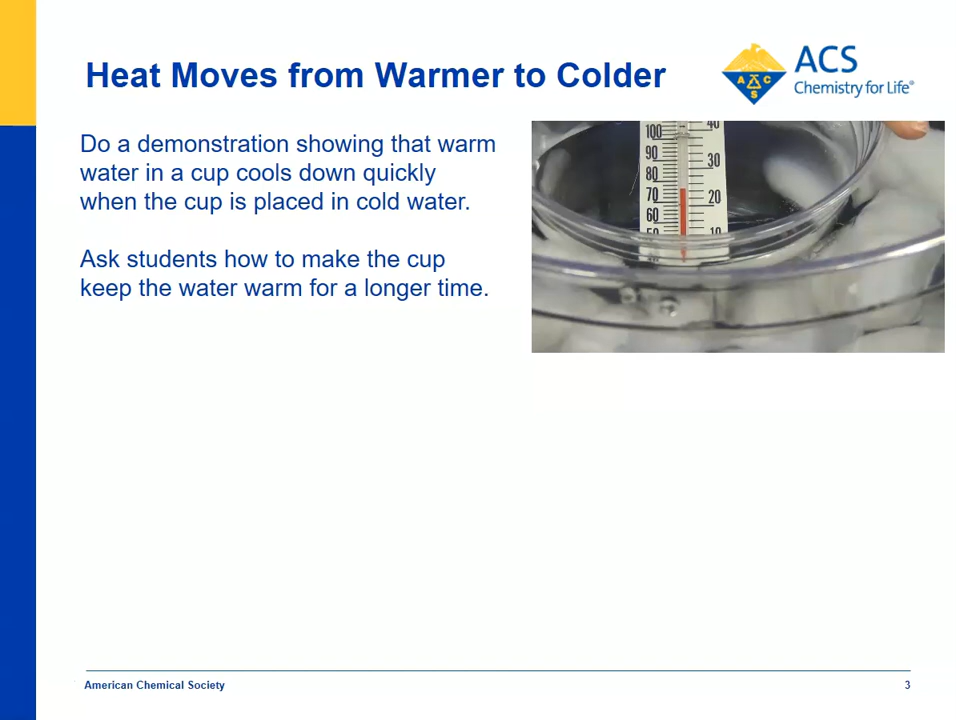 Heat Moves from Warmer to Colder
A C S
ACS
Chemistry for Life®
Do a demonstration showing that warm
water in a cup cools down quickly
when the cup is placed in cold water.
Ask students how to make the cup
keep the water warm for a longer time.
100 40
90
30
80
70
20
60
50 10
American Chemical Society 3